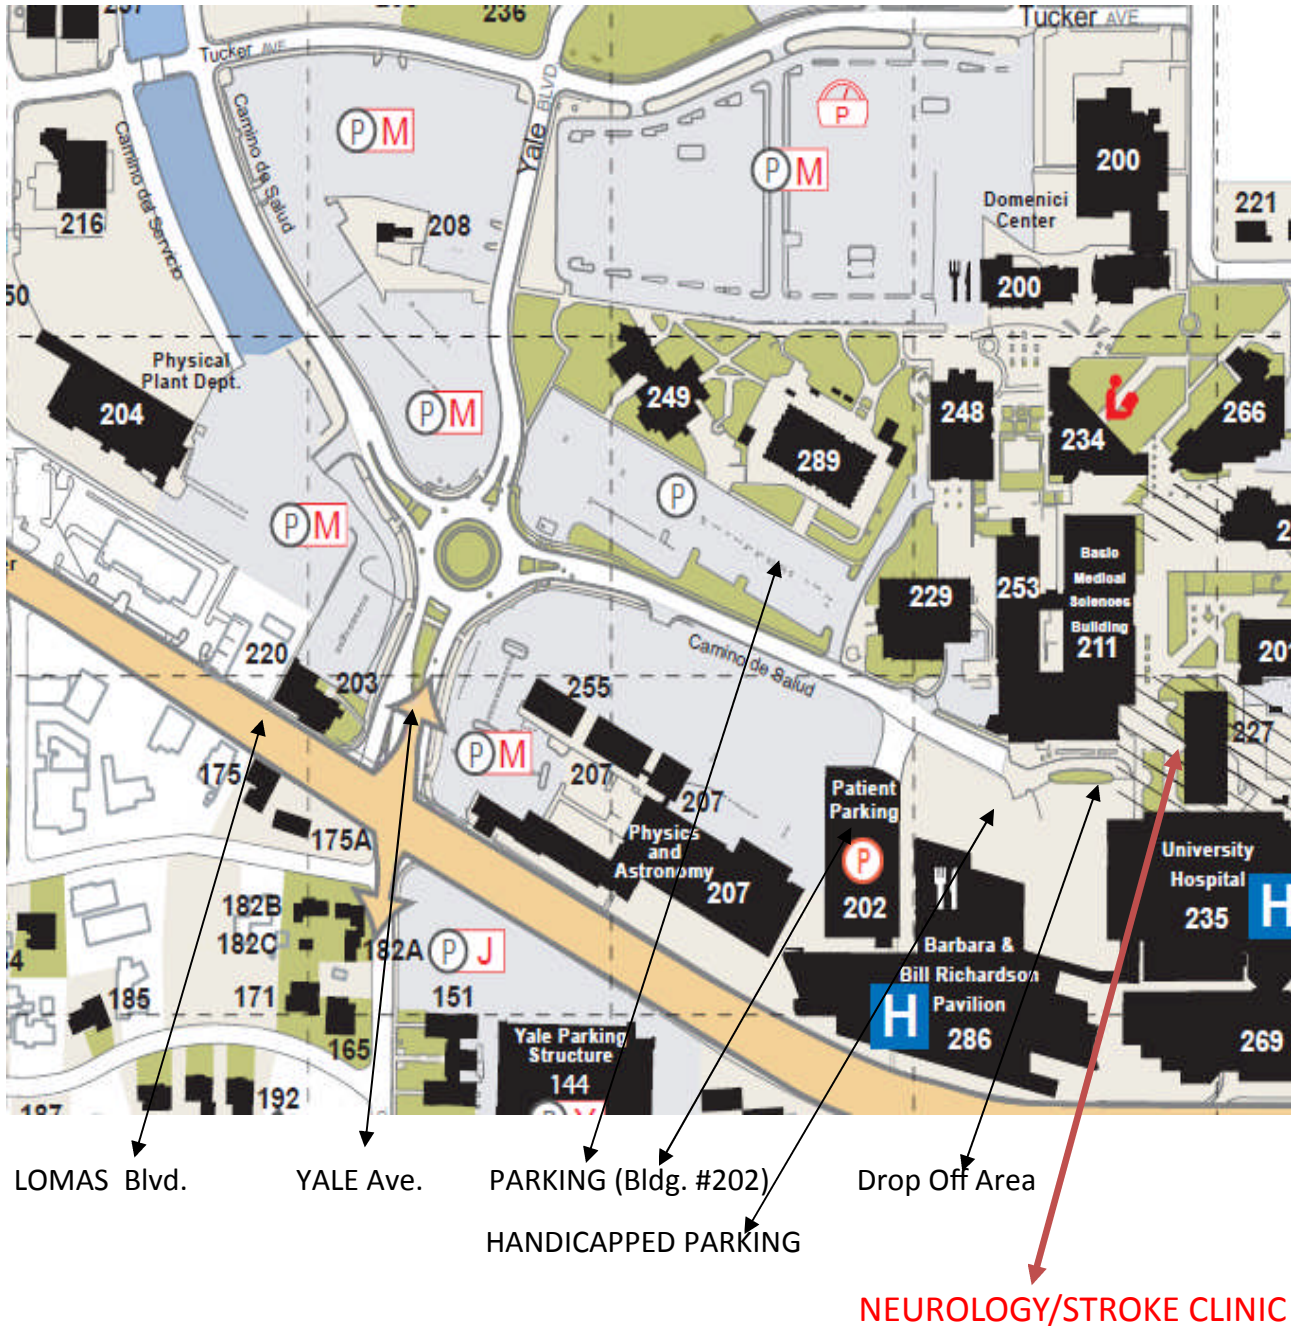 237
236
Tucker AVE
Tucker AVE
Camino de Salud
Camino del Servicio
Yale BLVD
P M
P
P M
200
216
208
Domenici
Center
221
200
50
Physical
Plant Dept.
204
P M
249
248
234
266
289
P
P M
229
253
Basic
Medical
Sciences
Building
211
201
220
203
Camino de Salud
255
P M
207
207
227
175
175A
Patient
Parking
P
202
Physics
and
Astronomy
207
University
Hospital
235
H
182B
182C
182A
P J
151
Barbara &
Bill Richardson
Pavilion
H
286
185
171
165
Yale Parking
Structure
144
269
187
192
LOMAS Blvd.
YALE Ave.
PARKING (Bldg. #202)
Drop Off Area
HANDICAPPED PARKING
NEUROLOGY/STROKE CLINIC